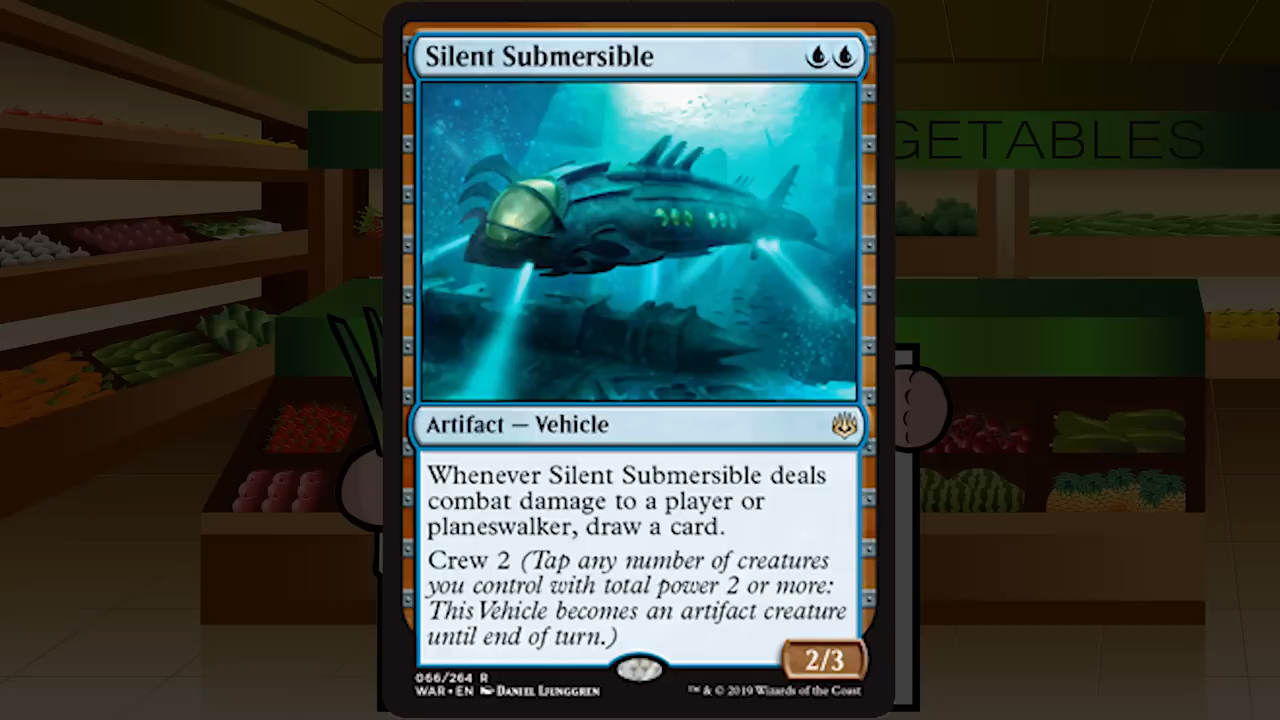 Silent Submersible
GETABLES
Artifact — Vehicle
Whenever Silent Submersible deals
combat damage to a player or
planeswalker, draw a card.
Crew 2 (Tap any number of creatures
you control with total power 2 or more:
This Vehicle becomes an artifact creature
until end of turn.)
2/3
066/264 R
WAR • EN Daniel Ljunggren
™ & © 2019 Wizards of the Coast